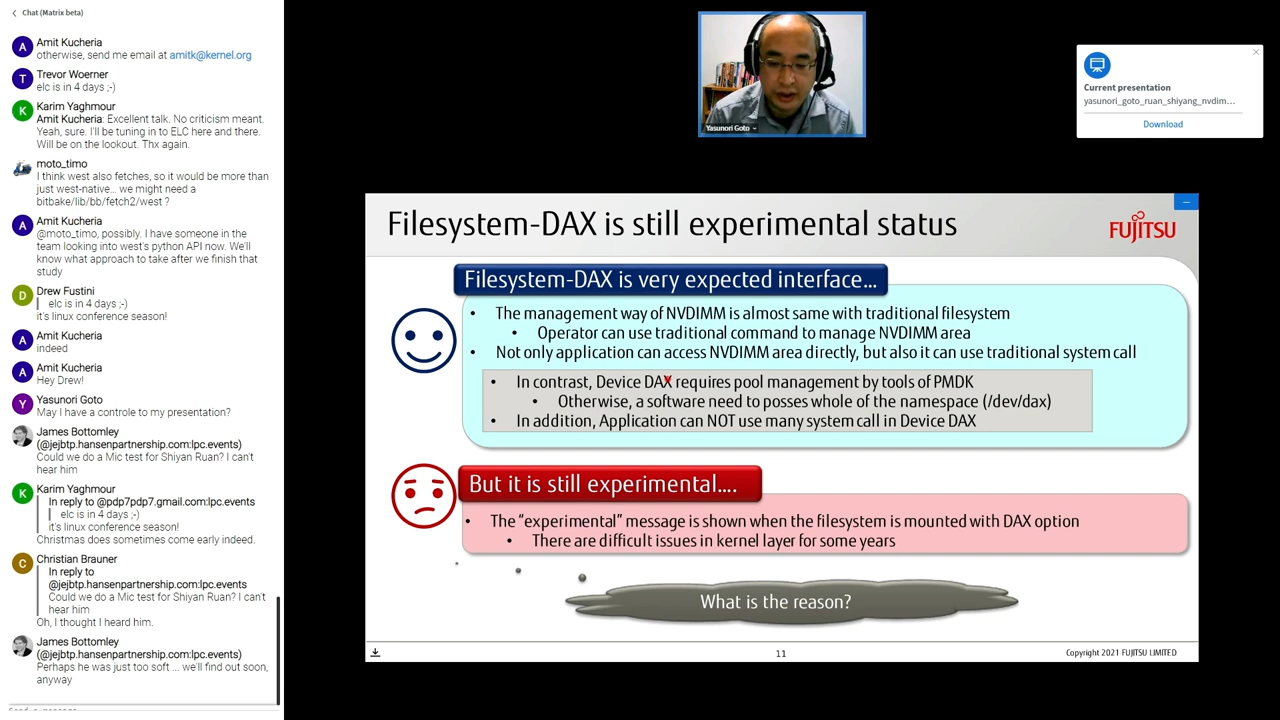 Chat (Matrix beta)
Amit Kucheria
otherwise, send me email at amitk@kernel.org
Trevor Woerner
elc is in 4 days ;-)
Karim Yaghmour
Amit Kucheria: Excellent talk. No criticism meant.
Yeah, sure. I'll be tuning in to ELC here and there.
Will be on the lookout. Thx again.
moto_timo
I think west also fetches, so it would be more than
just west-native... we might need a
bitbake/lib/bb/fetch2/west ?
Amit Kucheria
@moto_timo, possibly. I have someone in the
team looking into west's python API now. We'll
know what approach to take after we finish that
study
Drew Fustini
elc is in 4 days ;-)
it's linux conference season!
Amit Kucheria
indeed
Amit Kucheria
Hey Drew!
Yasunori Goto
May I have a controle to my presentation?
James Bottomley
(@jejbtp.hansenpartnership.com:lpc.events)
Could we do a Mic test for Shiyan Ruan? I can't
hear him
Karim Yaghmour
In reply to @pdp7pdp7.gmail.com:lpc.events
elc is in 4 days ;-)
it's linux conference season!
Christmas does sometimes come early indeed.
Christian Brauner
In reply to
@jejbtp.hansenpartnership.com:lpc.events
Could we do a Mic test for Shiyan Ruan? I can't
hear him
Oh, I thought I heard him.
James Bottomley
(@jejbtp.hansenpartnership.com:lpc.events)
Perhaps he was just too soft ... we'll find out soon,
anyway
Yasunori Goto
Current presentation
yasunori_goto_ruan_shiyang_nvdim...
Download
Filesystem-DAX is still experimental status
FUJITSU
Filesystem-DAX is very expected interface...
• The management way of NVDIMM is almost same with traditional filesystem
• Operator can use traditional command to manage NVDIMM area
• Not only application can access NVDIMM area directly, but also it can use traditional system call
• In contrast, Device DAX requires pool management by tools of PMDK
• Otherwise, a software need to posses whole of the namespace (/dev/dax)
• In addition, Application can NOT use many system call in Device DAX
But it is still experimental....
• The “experimental” message is shown when the filesystem is mounted with DAX option
• There are difficult issues in kernel layer for some years
What is the reason?
11
Copyright 2021 FUJITSU LIMITED